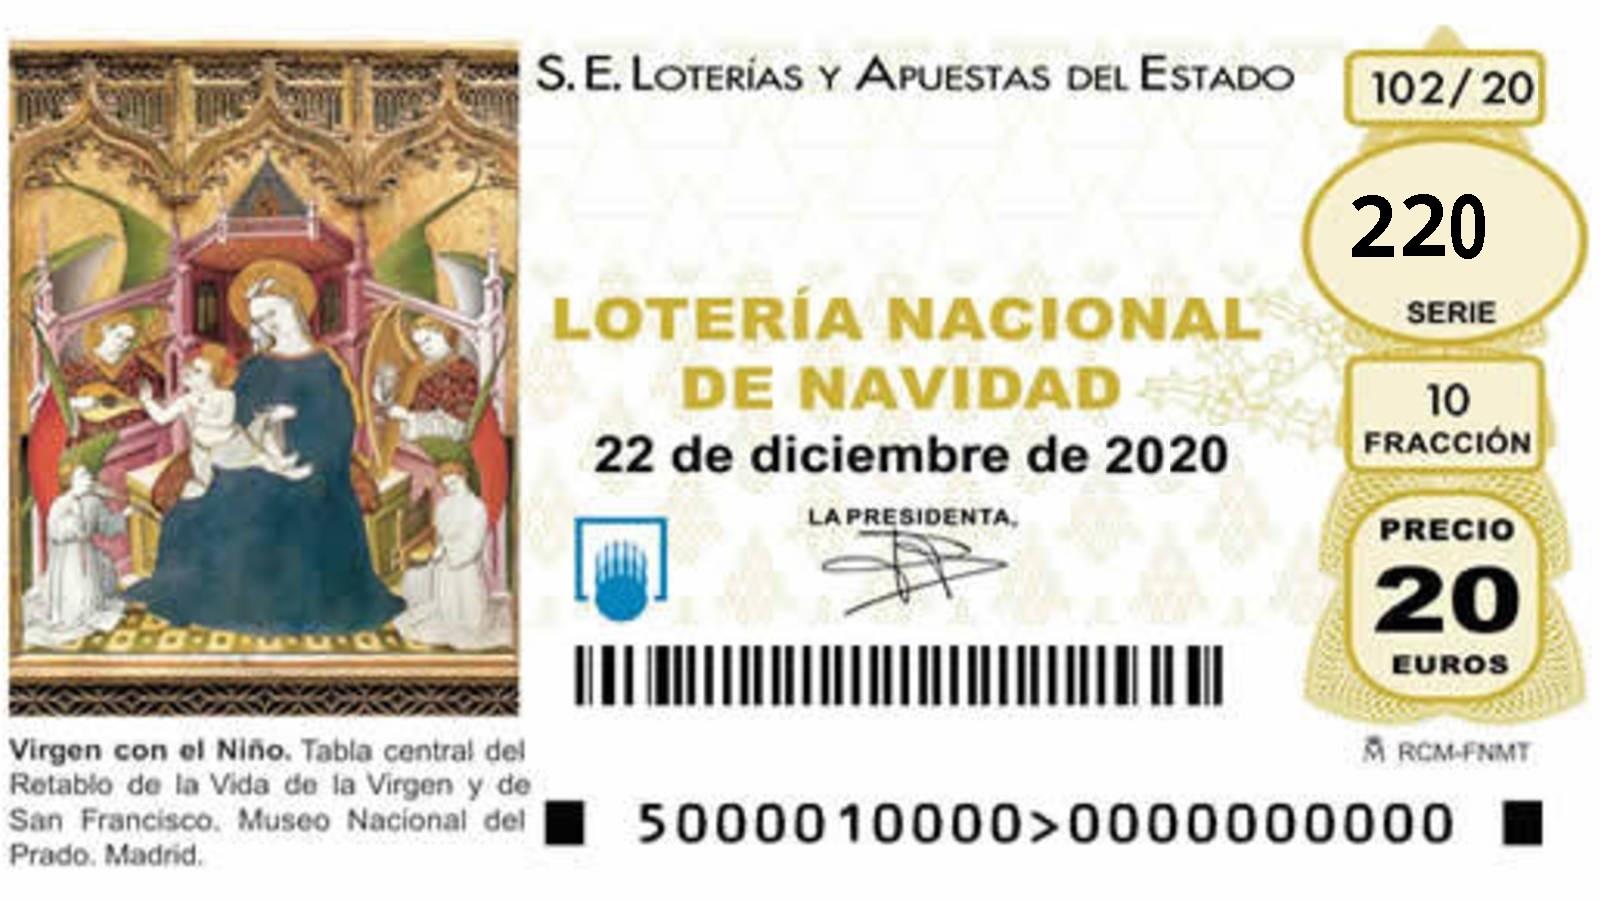 S. E. LOTERÍAS Y APUESTAS DEL ESTADO
102/20
220
SERIE
LOTERÍA NACIONAL
DE NAVIDAD
22 de diciembre de 2020
10
FRACCIÓN
LA PRESIDENTA,
PRECIO
20
EUROS
RCM-FNMT
Virgen con el Niño. Tabla central del
Retablo de la Vida de la Virgen y de
San Francisco. Museo Nacional del
Prado. Madrid.
5000010000>0000000000